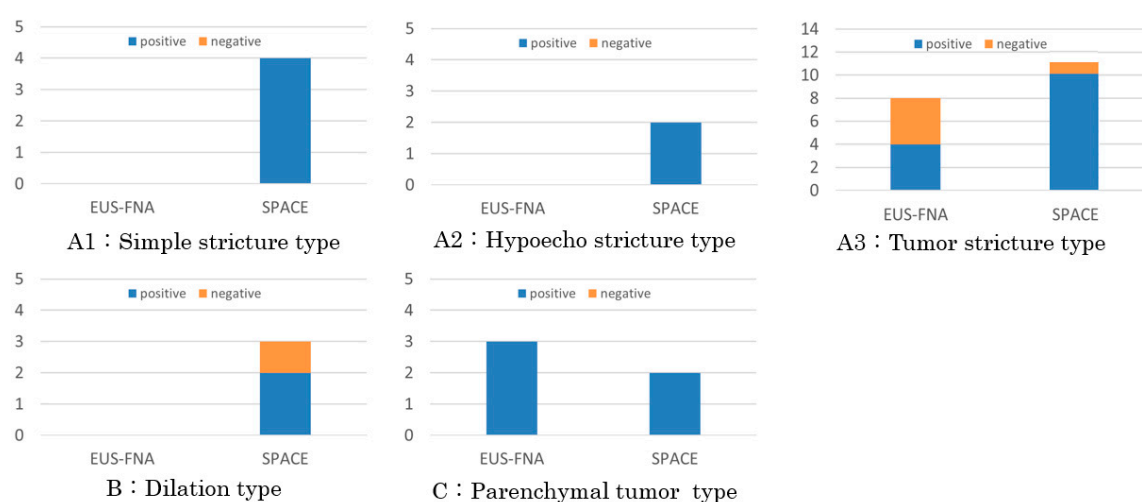 5
4
3
2
1
0
positive negative
EUS-FNA SPACE
A1：Simple stricture type
5
4
3
2
1
0
positive negative
EUS-FNA SPACE
A2：Hypoecho stricture type
14
12
10
8
6
4
2
0
positive negative
EUS-FNA SPACE
A3：Tumor stricture type
5
4
3
2
1
0
positive negative
EUS-FNA SPACE
B：Dilation type
5
4
3
2
1
0
positive negative
EUS-FNA SPACE
C：Parenchymal tumor type